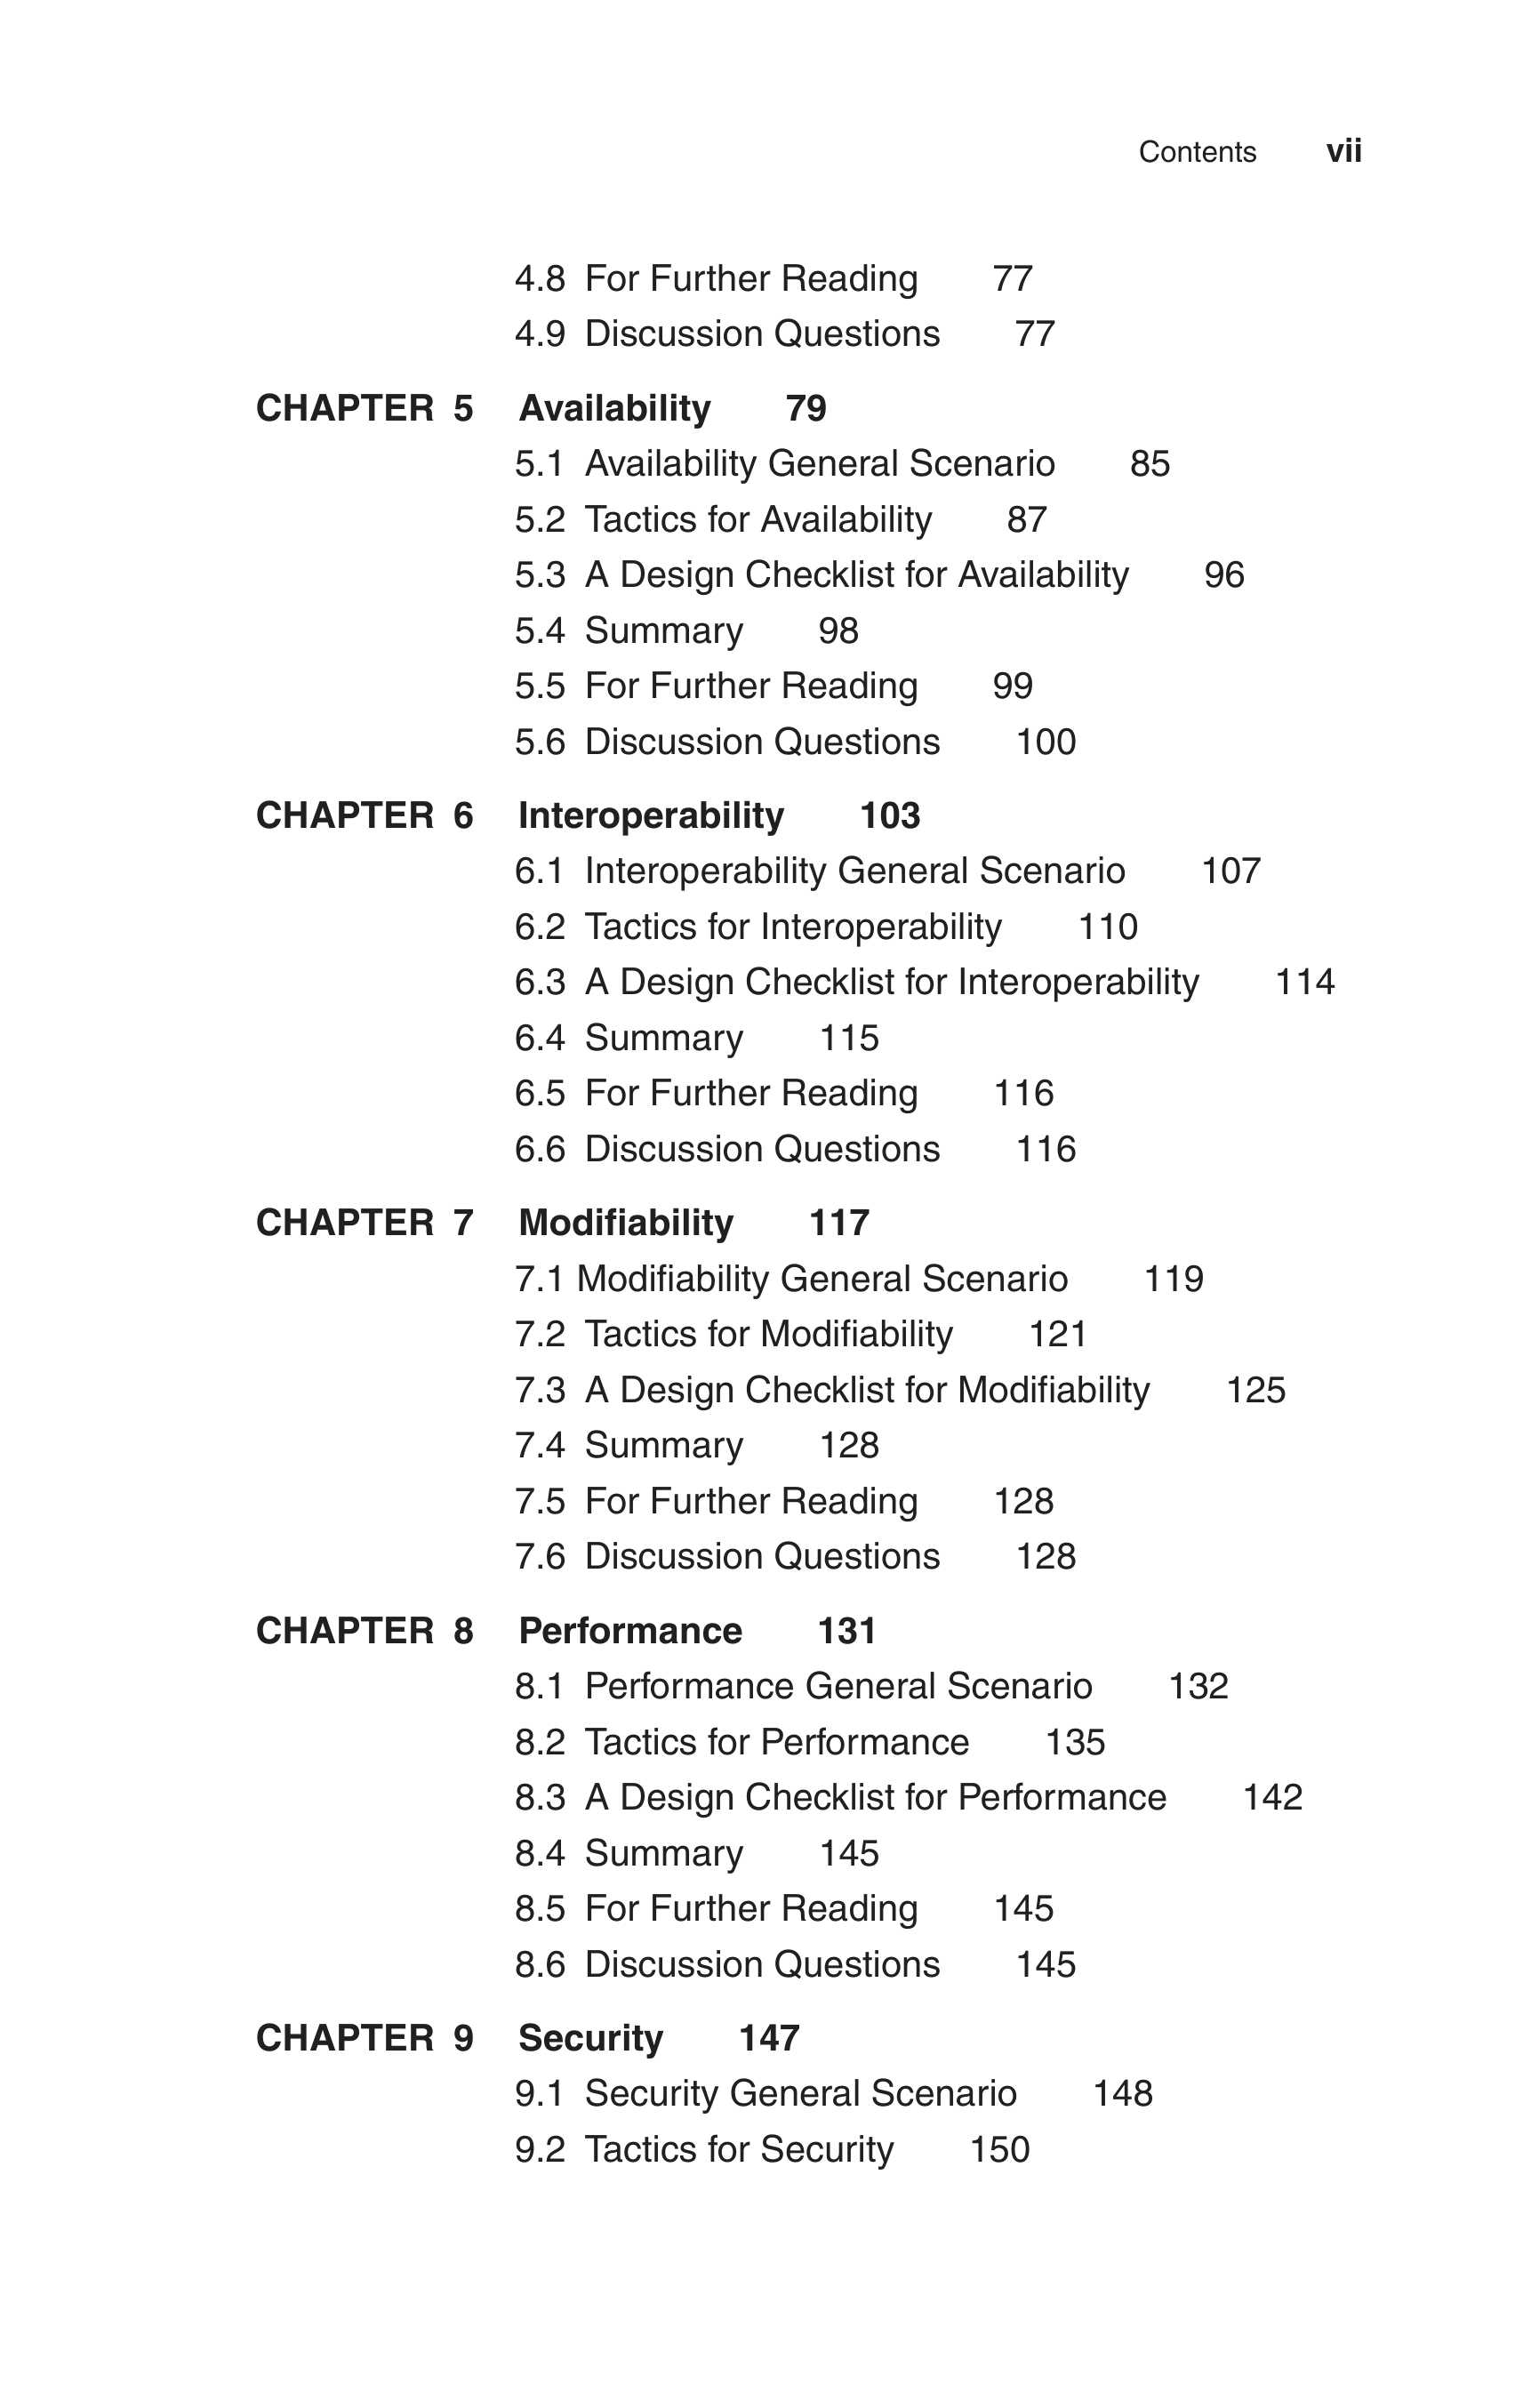 Contents vii
4.8 For Further Reading 77
4.9 Discussion Questions 77
CHAPTER 5 Availability 79
5.1 Availability General Scenario 85
5.2 Tactics for Availability 87
5.3 A Design Checklist for Availability 96
5.4 Summary 98
5.5 For Further Reading 99
5.6 Discussion Questions 100
CHAPTER 6 Interoperability 103
6.1 Interoperability General Scenario 107
6.2 Tactics for Interoperability 110
6.3 A Design Checklist for Interoperability 114
6.4 Summary 115
6.5 For Further Reading 116
6.6 Discussion Questions 116
CHAPTER 7 Modifiability 117
7.1 Modifiability General Scenario 119
7.2 Tactics for Modifiability 121
7.3 A Design Checklist for Modifiability 125
7.4 Summary 128
7.5 For Further Reading 128
7.6 Discussion Questions 128
CHAPTER 8 Performance 131
8.1 Performance General Scenario 132
8.2 Tactics for Performance 135
8.3 A Design Checklist for Performance 142
8.4 Summary 145
8.5 For Further Reading 145
8.6 Discussion Questions 145
CHAPTER 9 Security 147
9.1 Security General Scenario 148
9.2 Tactics for Security 150